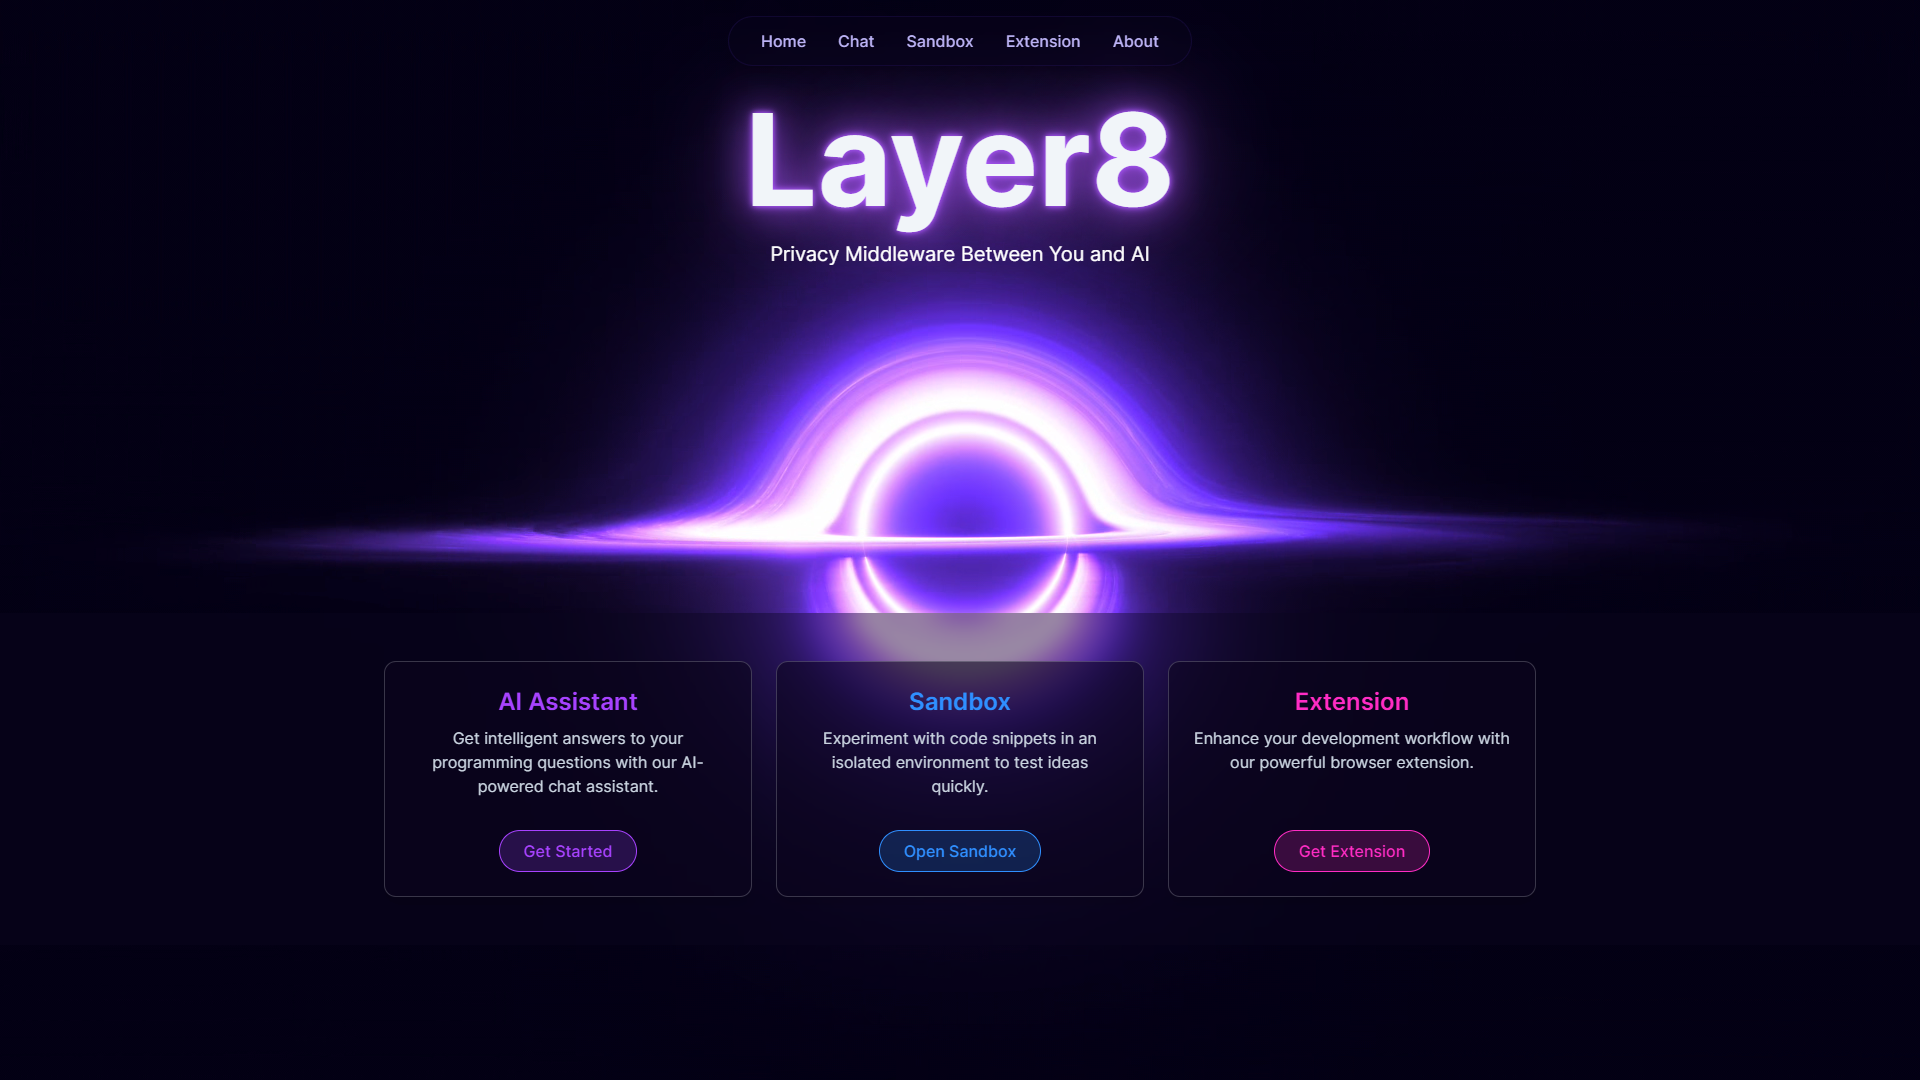 Home Chat Sandbox Extension About
Layer8
Privacy Middleware Between You and AI
AI Assistant
Get intelligent answers to your
programming questions with our AI-
powered chat assistant.
Get Started
Sandbox
Experiment with code snippets in an
isolated environment to test ideas
quickly.
Open Sandbox
Extension
Enhance your development workflow with
our powerful browser extension.
Get Extension